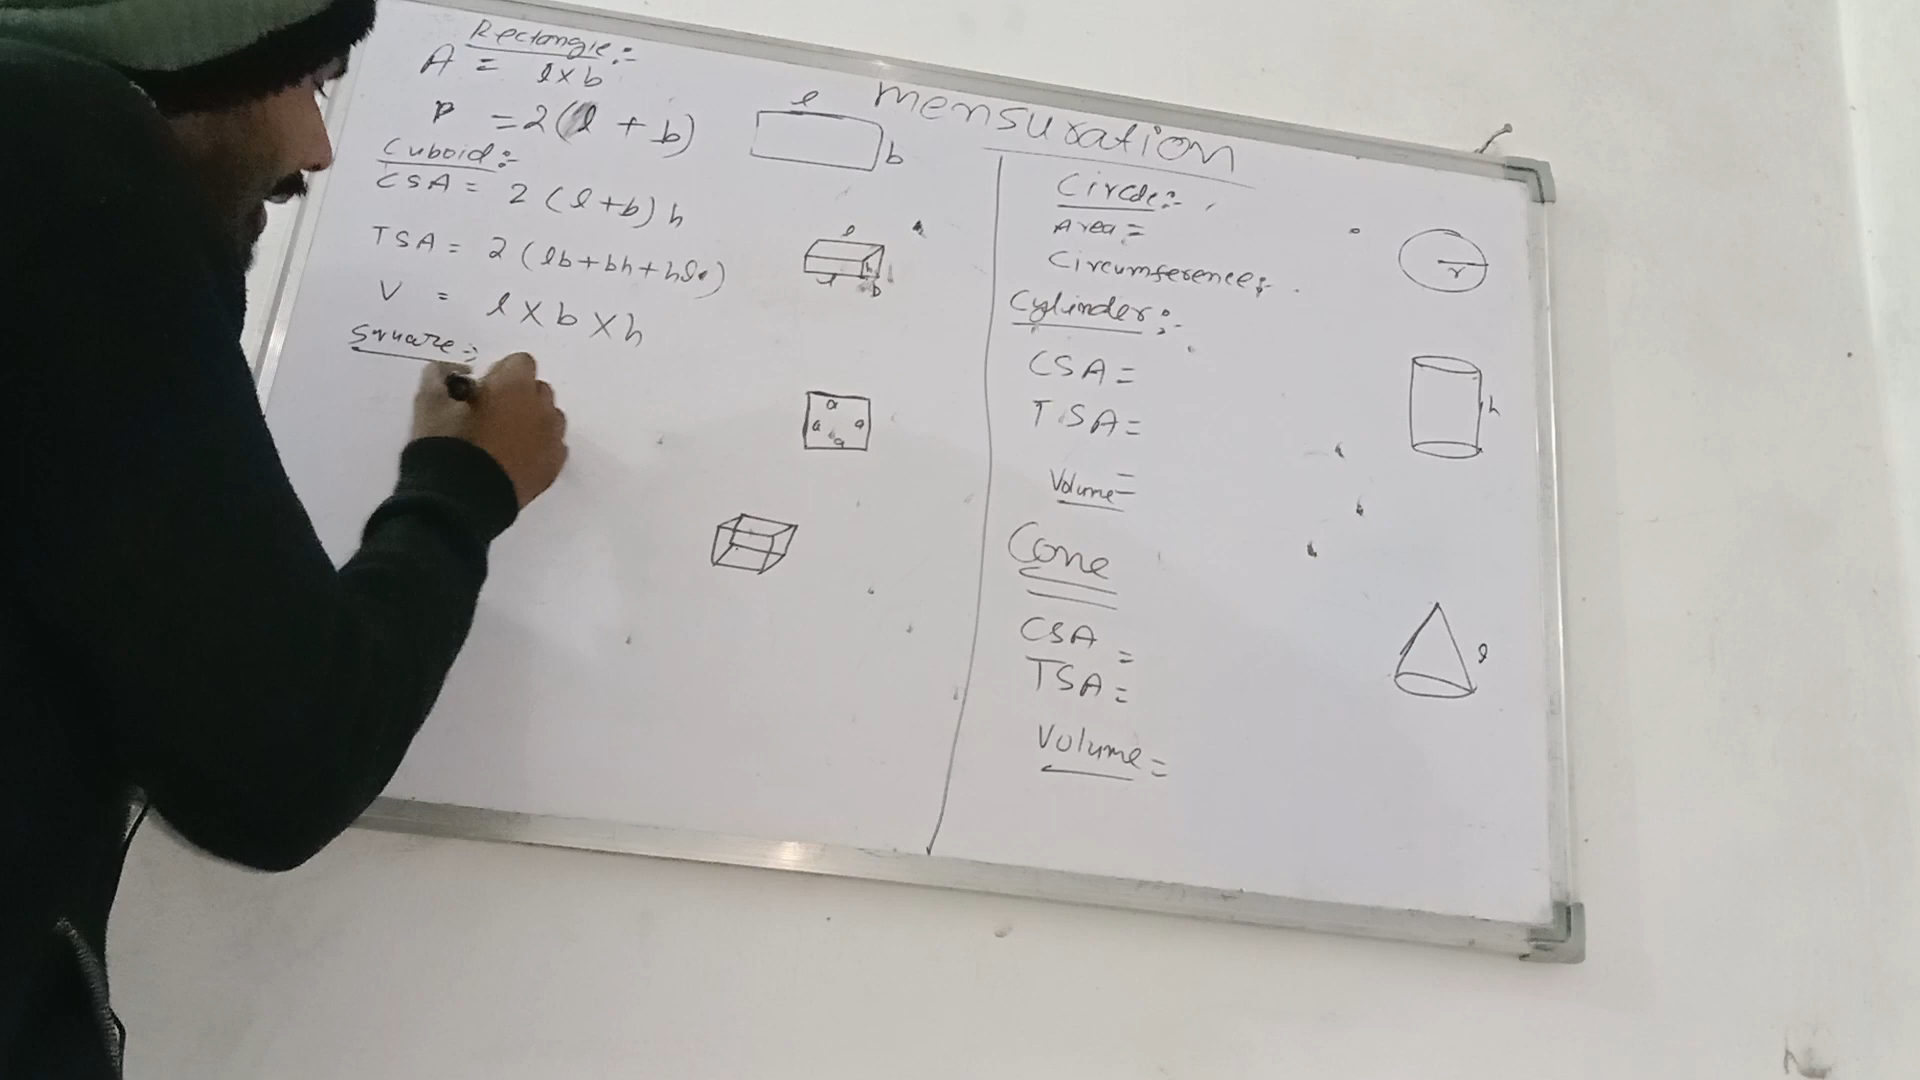 mensuration
Rectangle:-
A = l×b
P = 2(l + b)
l
b
Cuboid:-
CSA = 2 (l+b) h
TSA = 2 (lb+bh+hl)
V = l×b×h
l
h
l
b
Square:-
a
a a
a
Circle:-
Area =
Circumference:-
r
Cylinder:-
CSA =
TSA =
Volume =
h
Cone
CSA =
TSA =
Volume =
l